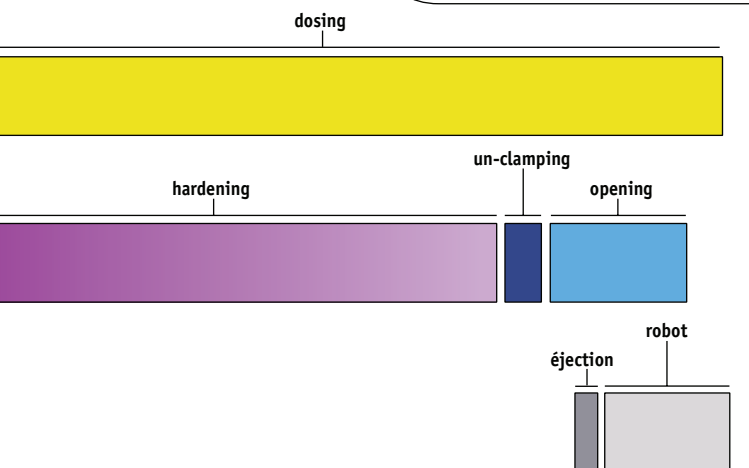 dosing
un-clamping
hardening
opening
robot
éjection